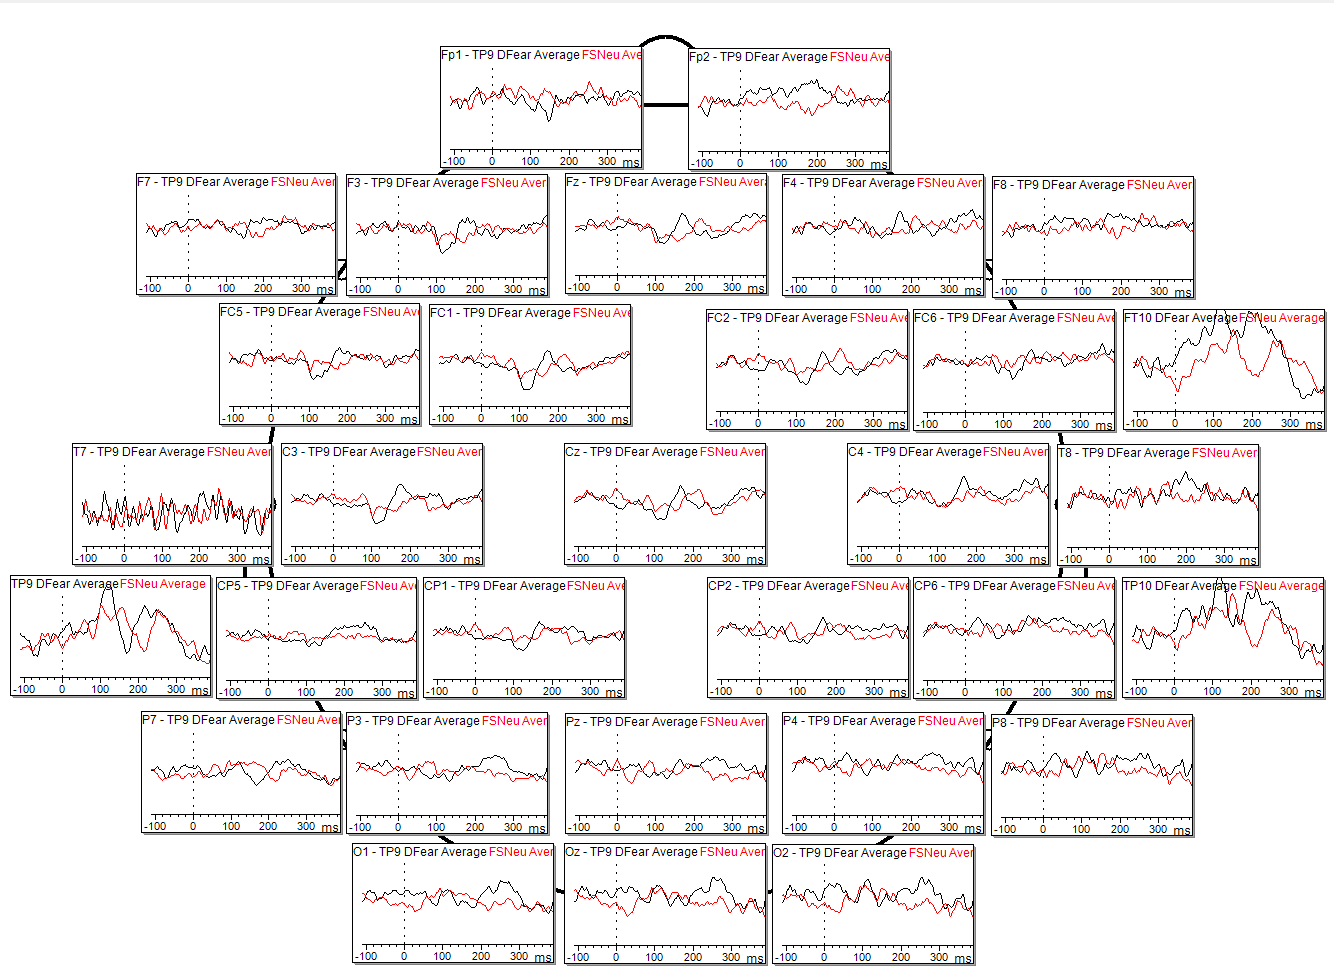 Fp1 - TP9 DFear Average FSNeu Ave
-100 0 100 200 300 ms
Fp2 - TP9 DFear Average FSNeu Ave
-100 0 100 200 300 ms
F7 - TP9 DFear Average FSNeu Aver
-100 0 100 200 300 ms
F3 - TP9 DFear Average FSNeu Aver
-100 0 100 200 300 ms
Fz - TP9 DFear Average FSNeu Avera
-100 0 100 200 300 ms
F4 - TP9 DFear Average FSNeu Aver
-100 0 100 200 300 ms
F8 - TP9 DFear Average FSNeu Aver
-100 0 100 200 300 ms
FC5 - TP9 DFear Average FSNeu Av
-100 0 100 200 300 ms
FC1 - TP9 DFear Average FSNeu Av
-100 0 100 200 300 ms
FC2 - TP9 DFear Average FSNeu Av
-100 0 100 200 300 ms
FC6 - TP9 DFear Average FSNeu Av
-100 0 100 200 300 ms
FT10 DFear Average FSNeu Average
-100 0 100 200 300 ms
T7 - TP9 DFear Average FSNeu Aver
-100 0 100 200 300 ms
C3 - TP9 DFear Average FSNeu Aver
-100 0 100 200 300 ms
Cz - TP9 DFear Average FSNeu Aver
-100 0 100 200 300 ms
C4 - TP9 DFear Average FSNeu Aver
-100 0 100 200 300 ms
T8 - TP9 DFear Average FSNeu Aver
-100 0 100 200 300 ms
TP9 DFear Average FSNeu Average
-100 0 100 200 300 ms
CP5 - TP9 DFear Average FSNeu Av
-100 0 100 200 300 ms
CP1 - TP9 DFear Average FSNeu Av
-100 0 100 200 300 ms
CP2 - TP9 DFear Average FSNeu Av
-100 0 100 200 300 ms
CP6 - TP9 DFear Average FSNeu Av
-100 0 100 200 300 ms
TP10 DFear Average FSNeu Average
-100 0 100 200 300 ms
P7 - TP9 DFear Average FSNeu Aver
-100 0 100 200 300 ms
P3 - TP9 DFear Average FSNeu Aver
-100 0 100 200 300 ms
Pz - TP9 DFear Average FSNeu Aver
-100 0 100 200 300 ms
P4 - TP9 DFear Average FSNeu Aver
-100 0 100 200 300 ms
P8 - TP9 DFear Average FSNeu Aver
-100 0 100 200 300 ms
O1 - TP9 DFear Average FSNeu Aver
-100 0 100 200 300 ms
Oz - TP9 DFear Average FSNeu Aver
-100 0 100 200 300 ms
O2 - TP9 DFear Average FSNeu Aver
-100 0 100 200 300 ms